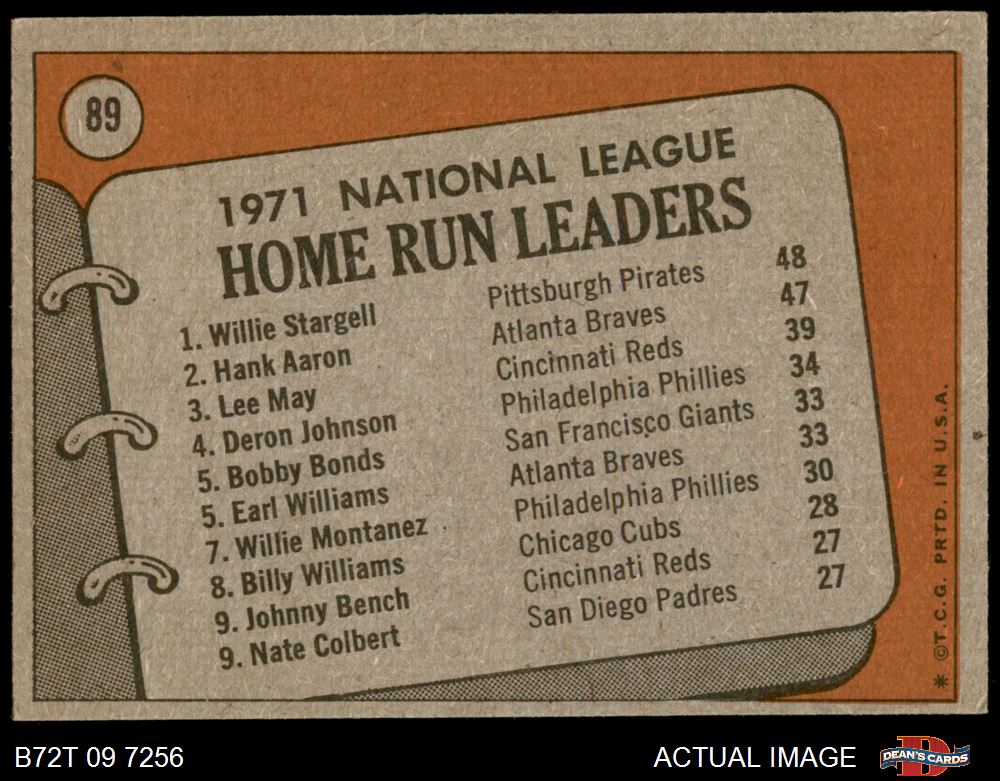 89
1971 NATIONAL LEAGUE
HOME RUN LEADERS
1. Willie Stargell Pittsburgh Pirates 48
2. Hank Aaron Atlanta Braves 47
3. Lee May Cincinnati Reds 39
4. Deron Johnson Philadelphia Phillies 34
5. Bobby Bonds San Francisco Giants 33
5. Earl Williams Atlanta Braves 33
7. Willie Montanez Philadelphia Phillies 30
8. Billy Williams Chicago Cubs 28
9. Johnny Bench Cincinnati Reds 27
9. Nate Colbert San Diego Padres 27
* ©T.C.G. PRTD. IN U.S.A.
B72T 09 7256
ACTUAL IMAGE
DEAN'S CARDS